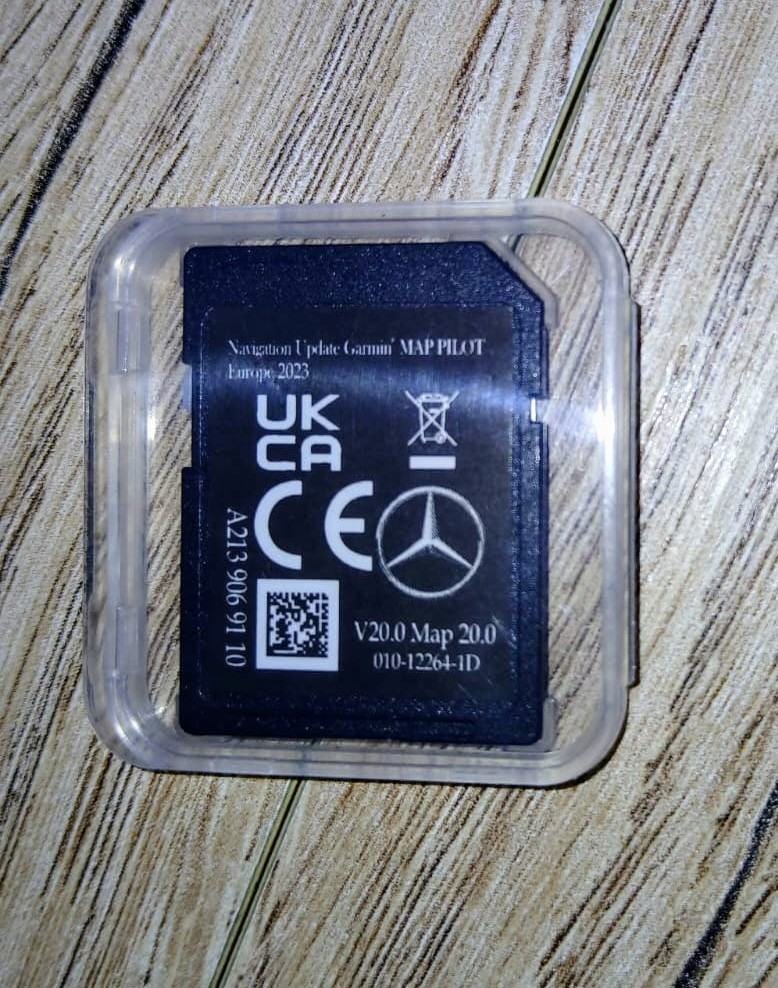 Navigation Update Garmin® MAP PILOT
Europe 2023
UK
CA
CE
A213 906 91 10
V20.0 Map 20.0
010-12264-1D